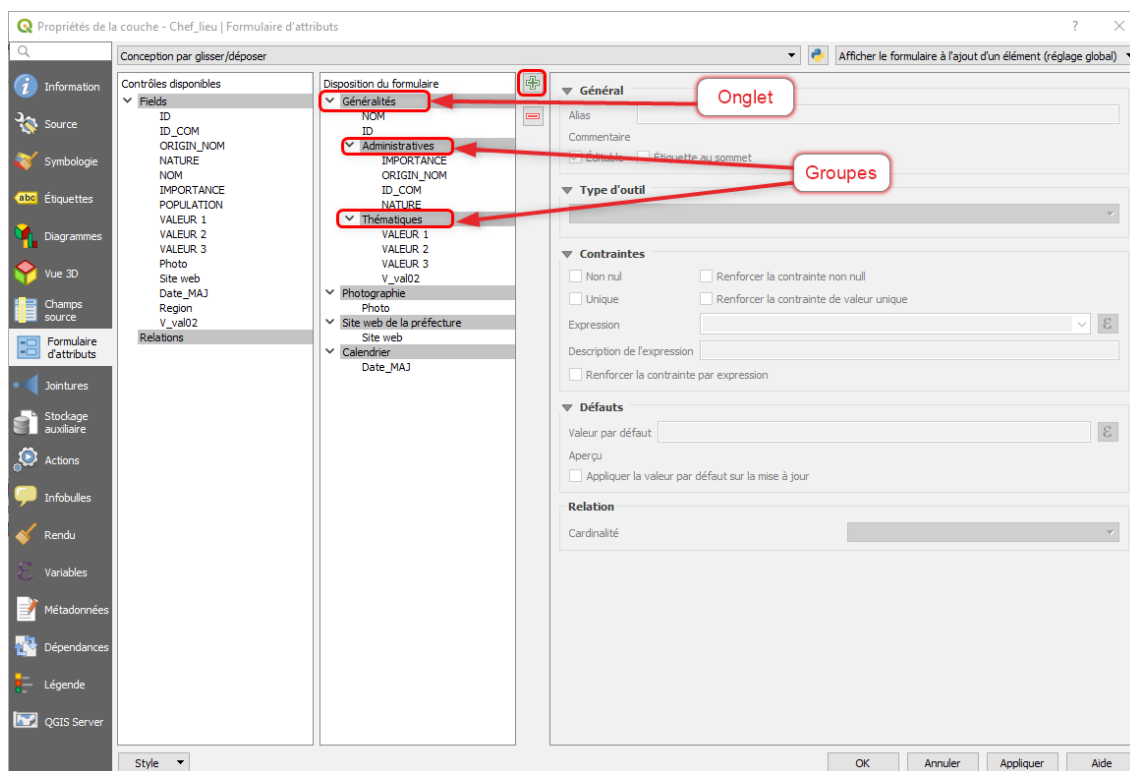 Propriétés de la couche - Chef_lieu | Formulaire d'attributs
?
Conception par glisser/déposer
Afficher le formulaire à l'ajout d'un élément (réglage global)
Information
Source
Symbologie
abc Étiquettes
Diagrammes
Vue 3D
Champs
source
Formulaire
d'attributs
Jointures
Stockage
auxiliaire
Actions
Infobulles
Rendu
Variables
Métadonnées
Dépendances
Légende
QGIS Server
Contrôles disponibles
Fields
ID
ID_COM
ORIGIN_NOM
NATURE
NOM
IMPORTANCE
POPULATION
VALEUR 1
VALEUR 2
VALEUR 3
Photo
Site web
Date_MAJ
Region
V_val02
Relations
Disposition du formulaire
Généralités
NOM
ID
Administratives
IMPORTANCE
ORIGIN_NOM
ID_COM
NATURE
Thématiques
VALEUR 1
VALEUR 2
VALEUR 3
V_val02
Photographie
Photo
Site web de la préfecture
Site web
Calendrier
Date_MAJ
Onglet
Groupes
Général
Alias
Commentaire
Éditable
Étiquette au sommet
Type d'outil
Contraintes
Non nul
Renforcer la contrainte non null
Unique
Renforcer la contrainte de valeur unique
Expression
ε
Description de l'expression
Renforcer la contrainte par expression
Défauts
Valeur par défaut
ε
Aperçu
Appliquer la valeur par défaut sur la mise à jour
Relation
Cardinalité
Style
OK
Annuler
Appliquer
Aide